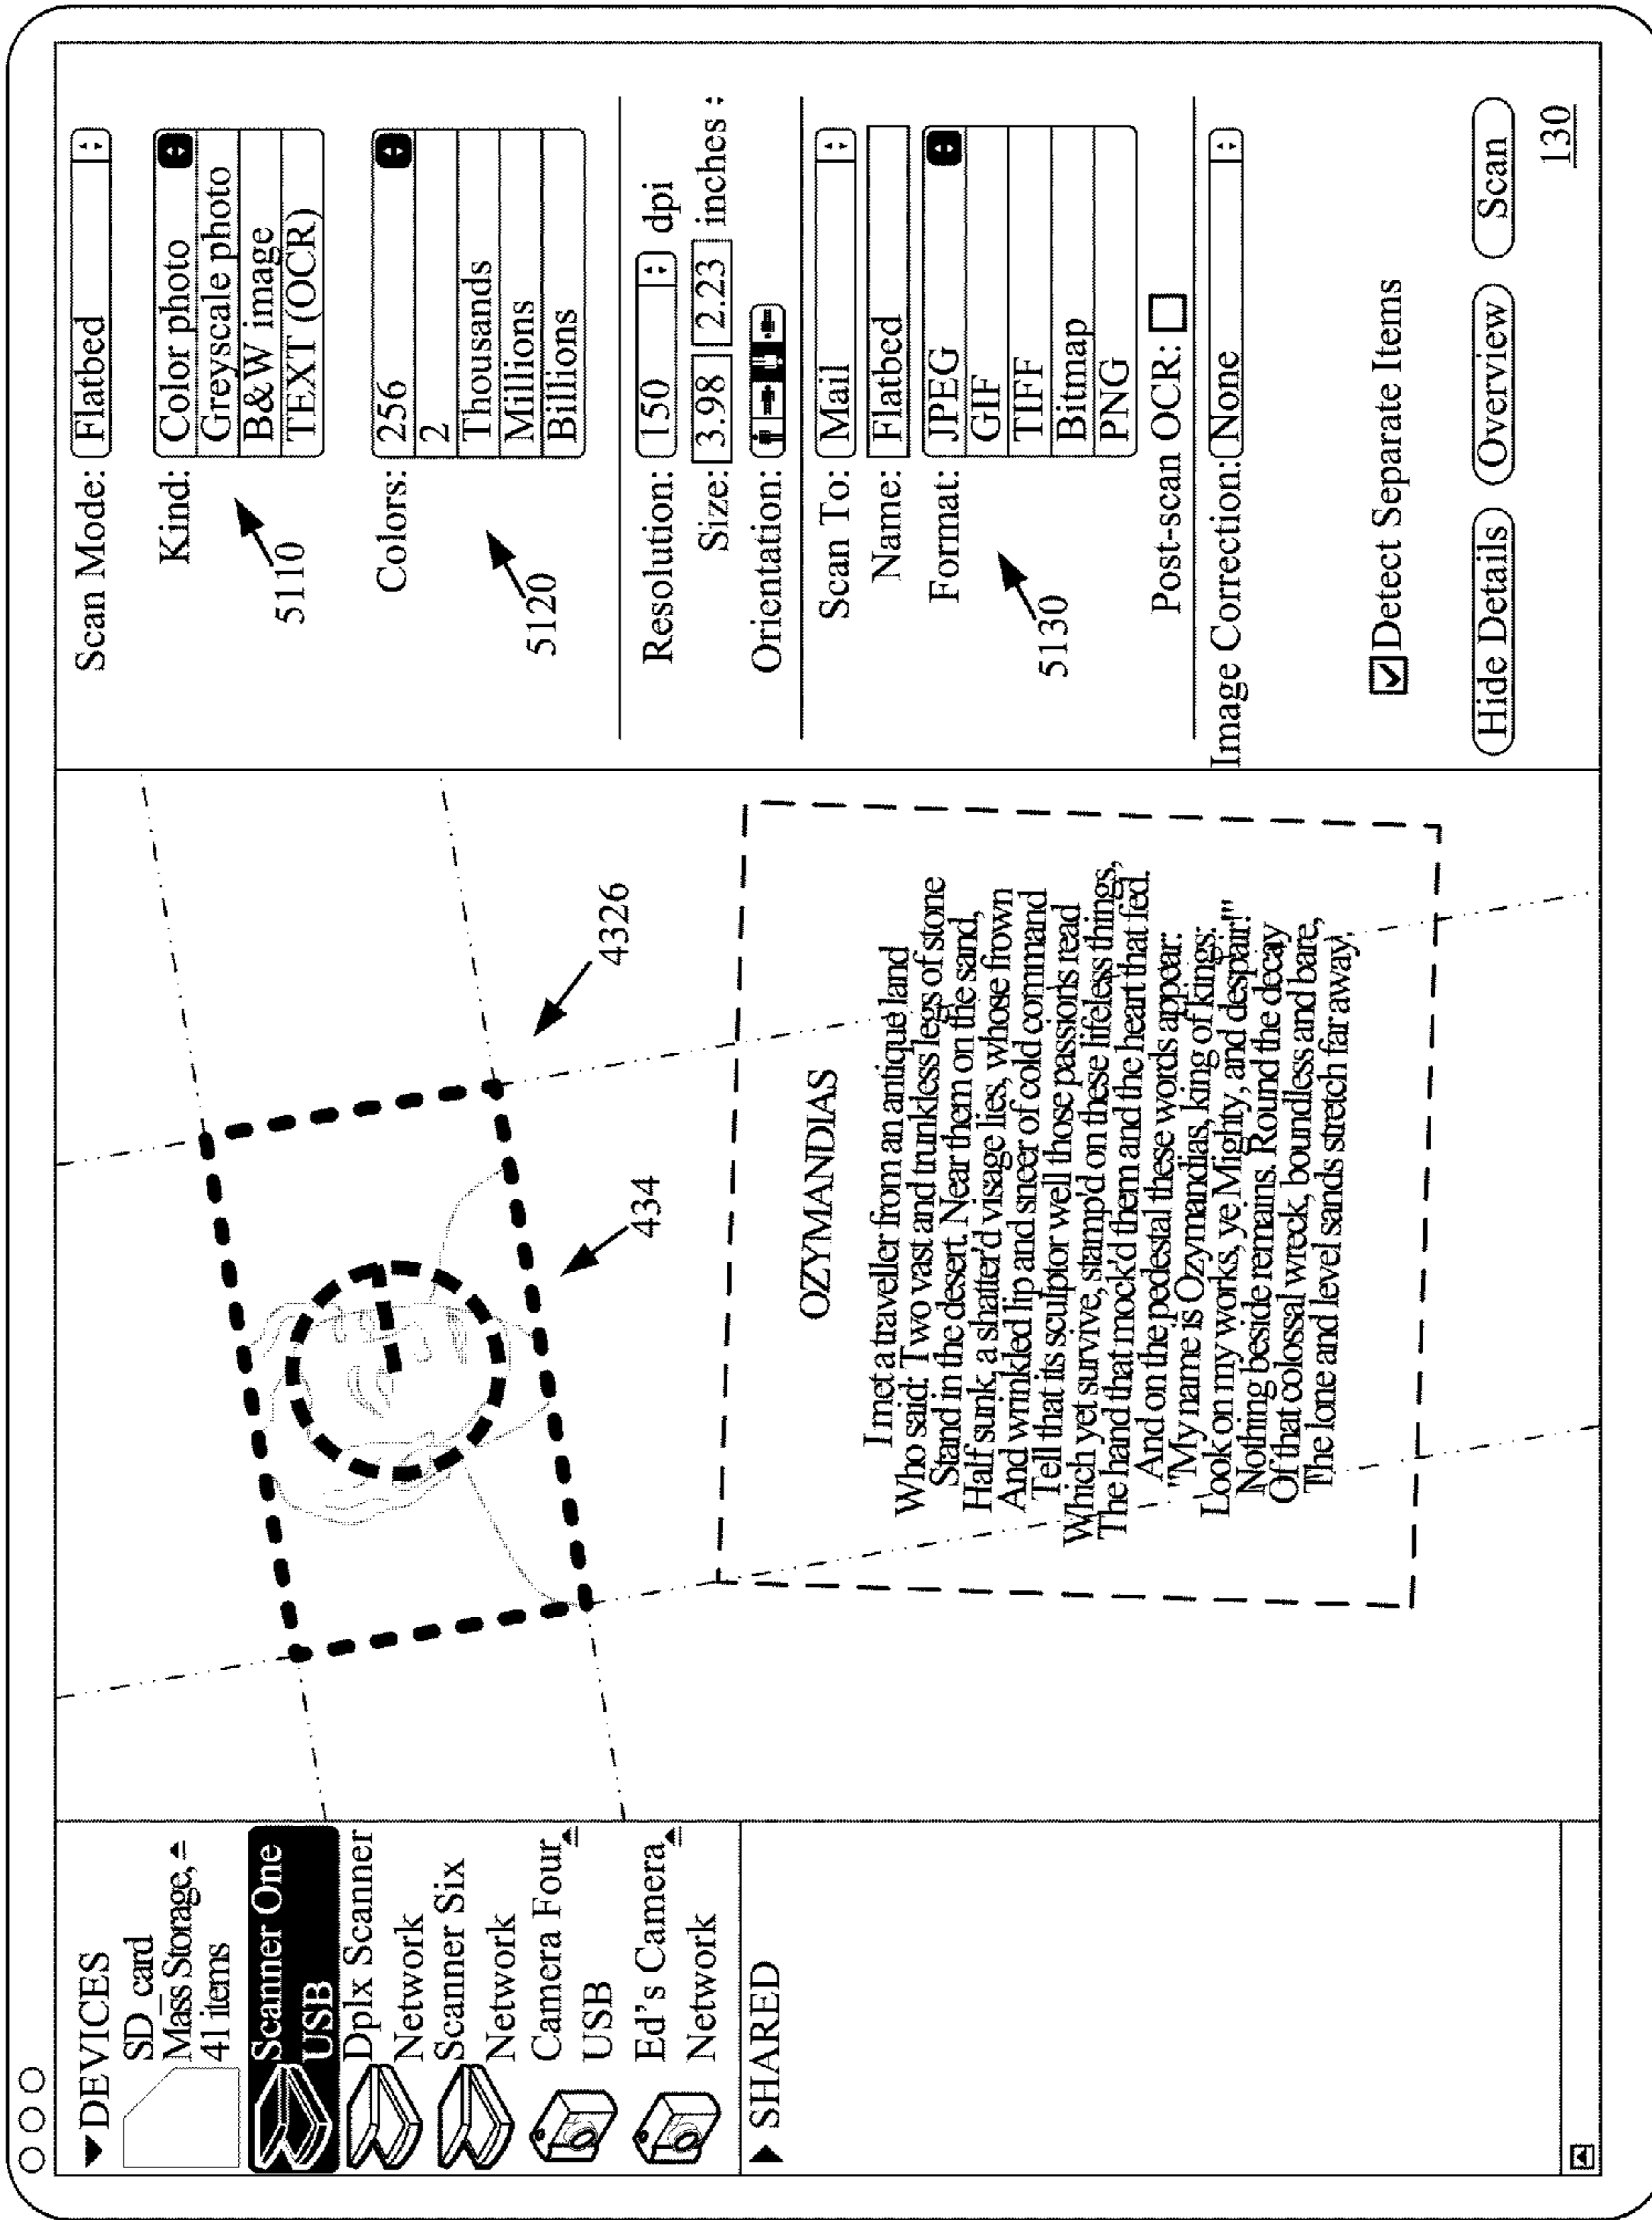 ▼DEVICES
SD_card
Mass Storage,
41 items
Scanner One
USB
Dplx Scanner
Network
Scanner Six
Network
Camera Four
USB
Ed's Camera
Network
▶ SHARED
4326
434
OZYMANDIAS
I met a traveller from an antique land
Who said: Two vast and trunkless legs of stone
Stand in the desert. Near them on the sand,
Half sunk, a shatter'd visage lies, whose frown
And wrinkled lip and sneer of cold command
Tell that its sculptor well those passions read
Which yet survive, stamp'd on these lifeless things,
The hand that mock'd them and the heart that fed.
And on the pedestal these words appear:
"My name is Ozymandias, king of kings:
Look on my works, ye Mighty, and despair!"
Nothing beside remains. Round the decay
Of that colossal wreck, boundless and bare,
The lone and level sands stretch far away.
Scan Mode: Flatbed
Kind: Color photo
Greyscale photo
B&W image
TEXT (OCR)
5110
Colors: 256
2
Thousands
Millions
Billions
5120
Resolution: 150 dpi
Size: 3.98 2.23 inches
Orientation:
Scan To: Mail
Name: Flatbed
Format: JPEG
GIF
TIFF
Bitmap
PNG
5130
Post-scan OCR:
Image Correction: None
Detect Separate Items
Hide Details Overview Scan
130